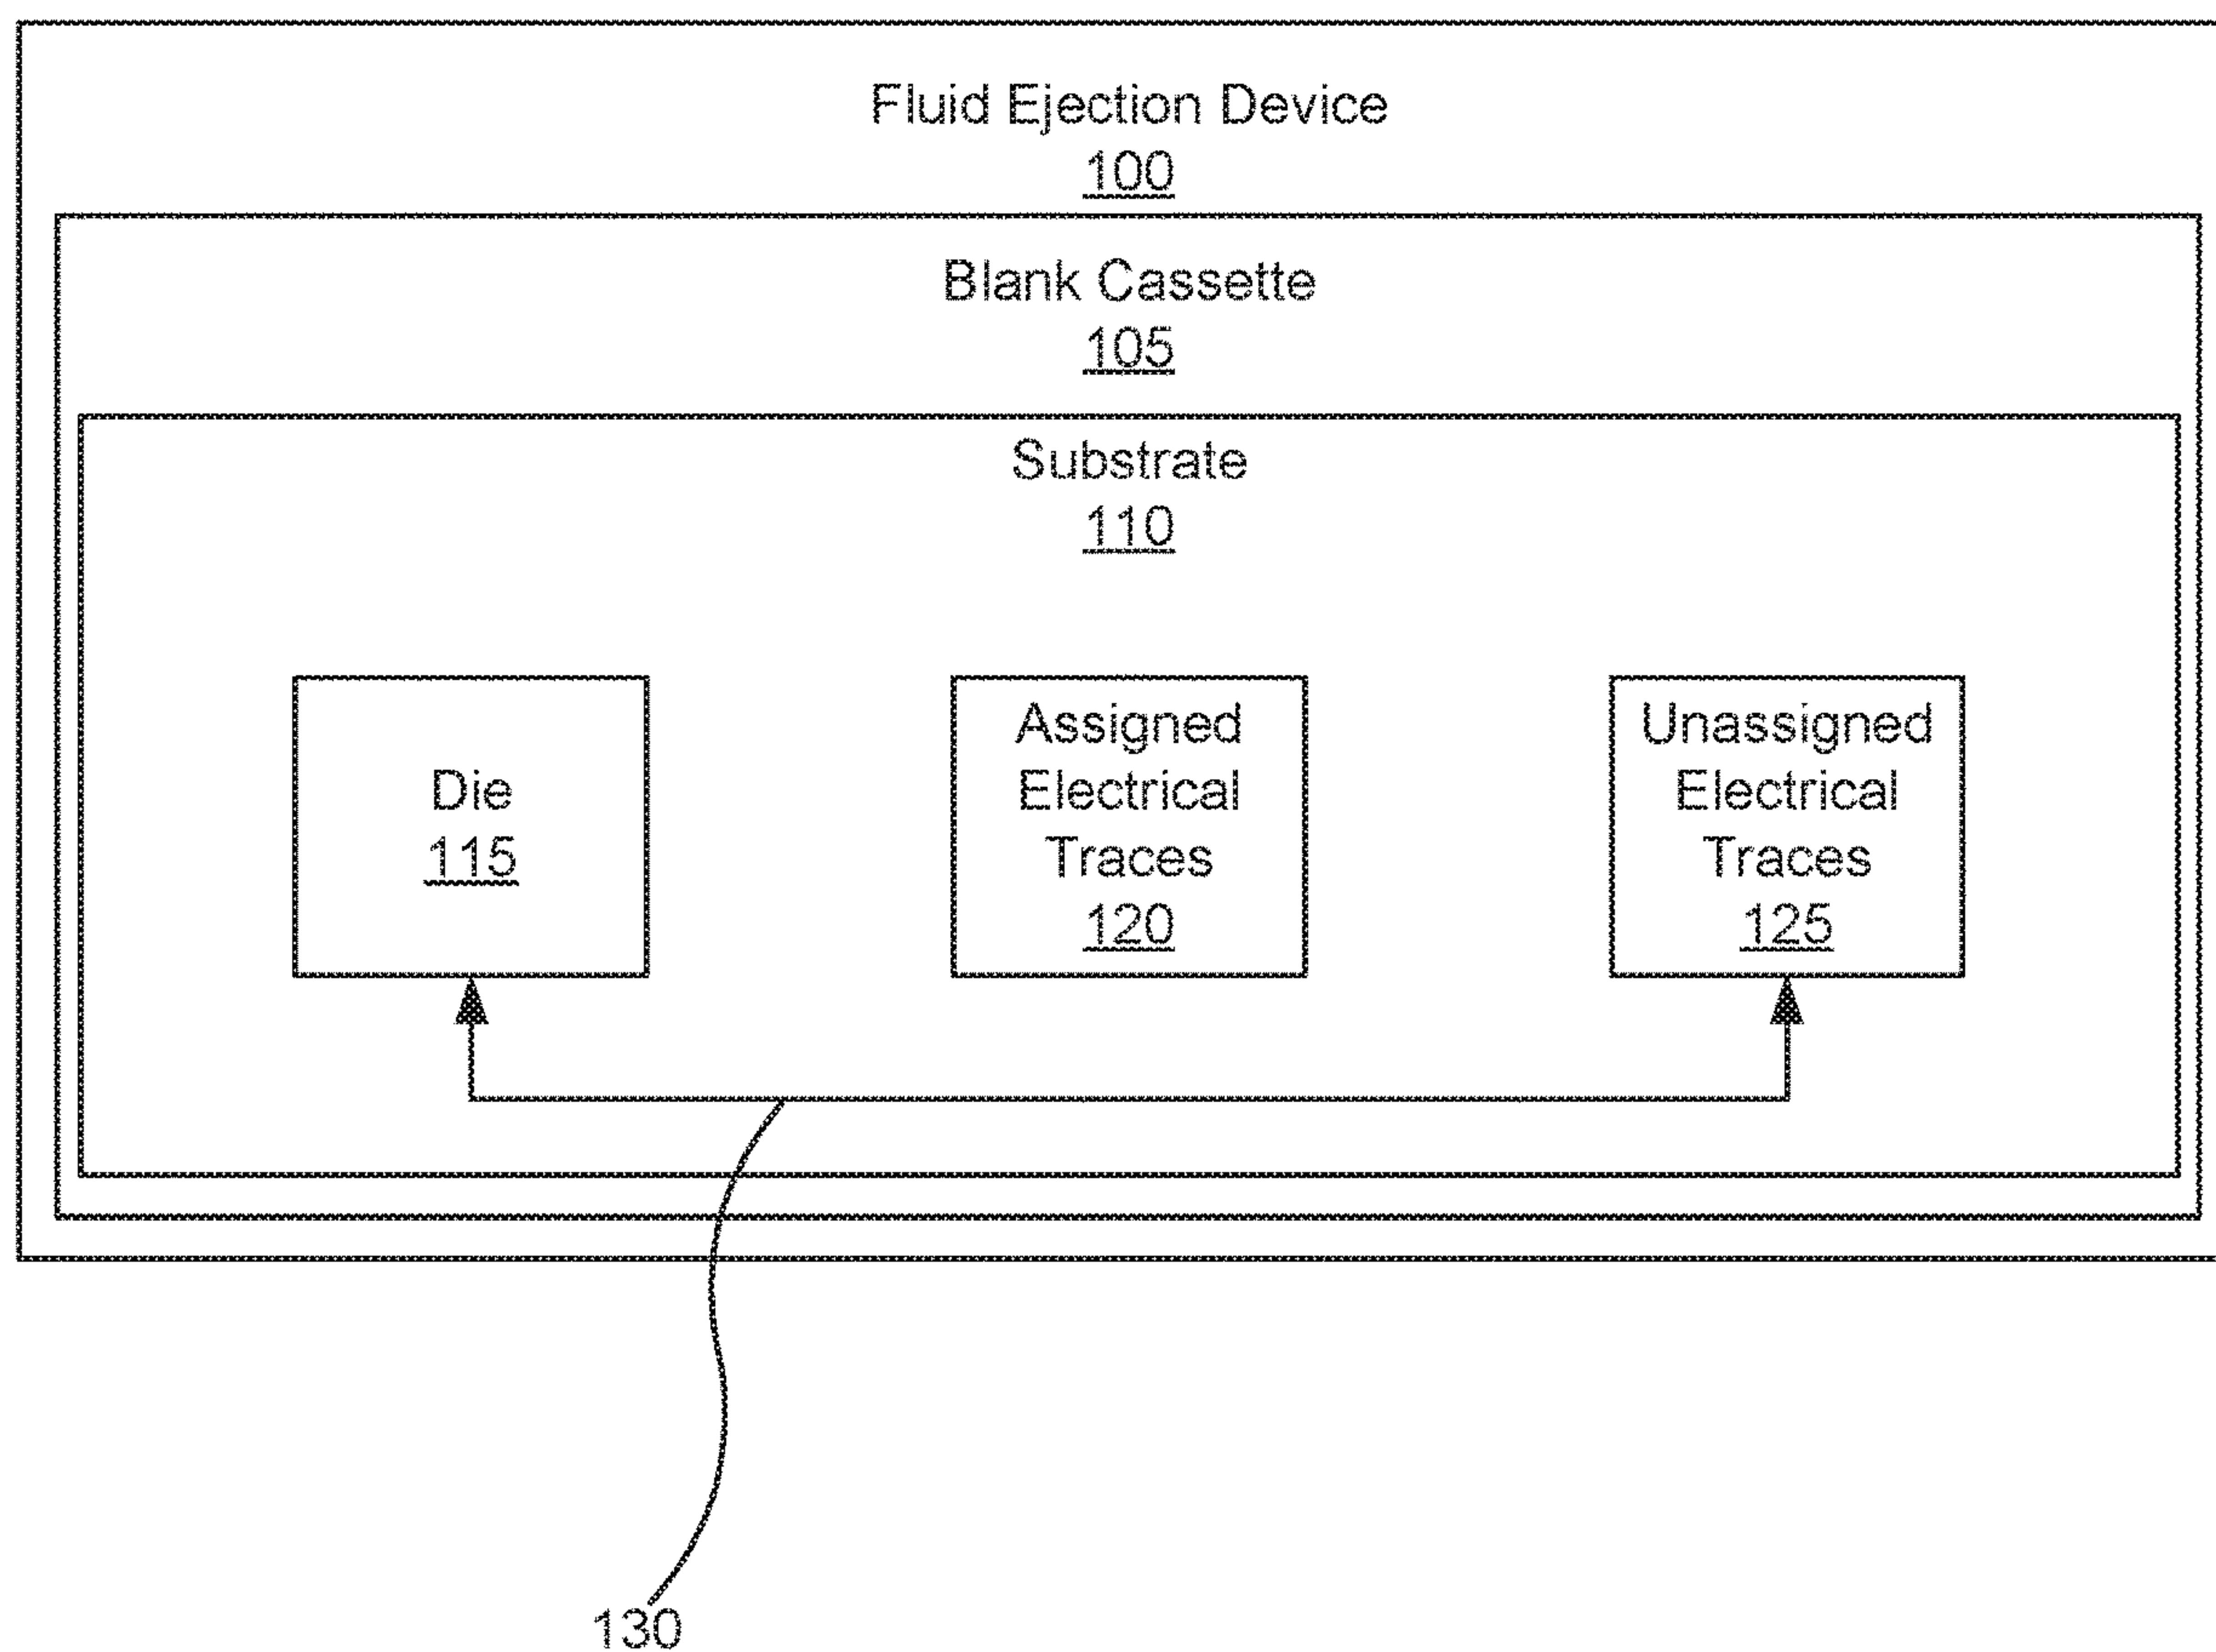 Fluid Ejection Device
100
Blank Cassette
105
Substrate
110
Die
115
Assigned
Electrical
Traces
120
Unassigned
Electrical
Traces
125
130